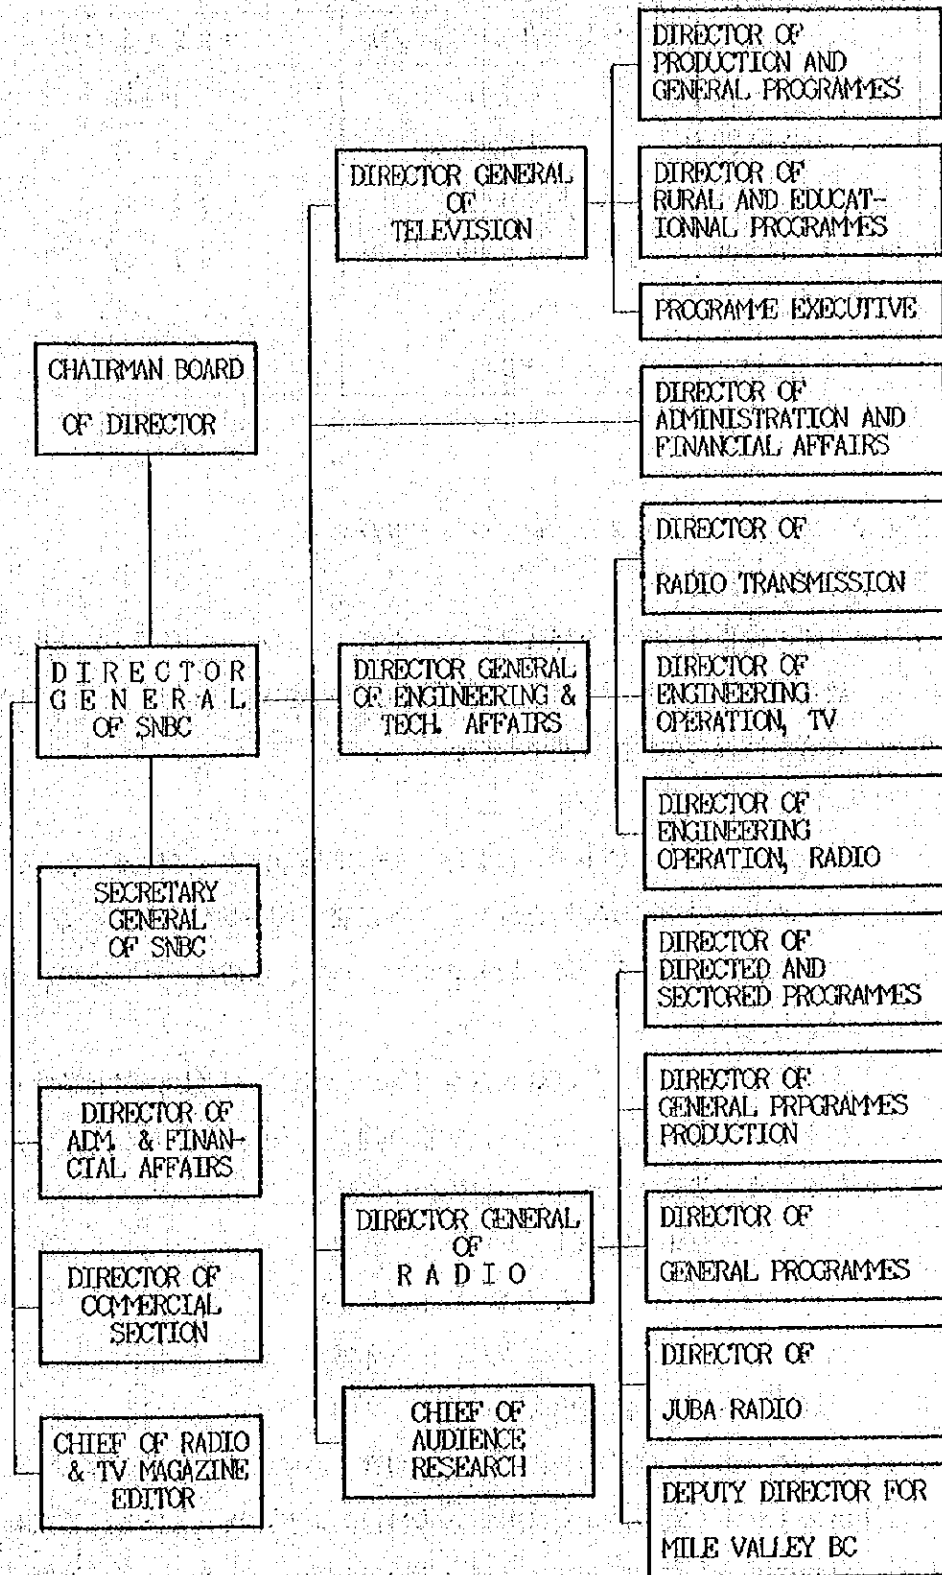 CHAIRMAN BOARD
OF DIRECTOR
DIRECTOR
GENERAL
OF SNBC
SECRETARY
GENERAL
OF SNBC
DIRECTOR OF
ADM. & FINAN-
CIAL AFFAIRS
DIRECTOR OF
COMMERCIAL
SECTION
CHIEF OF RADIO
& TV MAGAZINE
EDITOR
DIRECTOR GENERAL
OF
TELEVISION
DIRECTOR GENERAL
OF ENGINEERING &
TECH. AFFAIRS
DIRECTOR GENERAL
OF
RADIO
CHIEF OF
AUDIENCE
RESEARCH
DIRECTOR OF
PRODUCTION AND
GENERAL PROGRAMMES
DIRECTOR OF
RURAL AND EDUCAT-
IONNAL PROGRAMMES
PROGRAMME EXECUTIVE
DIRECTOR OF
ADMINISTRATION AND
FINANCIAL AFFAIRS
DIRECTOR OF
RADIO TRANSMISSION
DIRECTOR OF
ENGINEERING
OPERATION, TV
DIRECTOR OF
ENGINEERING
OPERATION, RADIO
DIRECTOR OF
DIRECTED AND
SECTORED PROGRAMMES
DIRECTOR OF
GENERAL PRPGRAMMES
PRODUCTION
DIRECTOR OF
GENERAL PROGRAMMES
DIRECTOR OF
JUBA RADIO
DEPUTY DIRECTOR FOR
MILE VALLEY BC